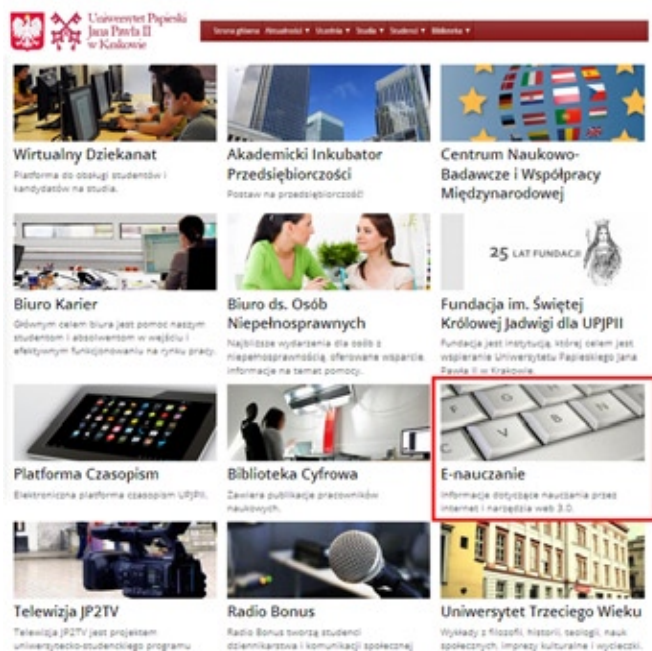 Uniwersytet Papieski
Jana Pawła II
w Krakowie
Strona główna Aktualności ▼ Uczelnia ▼ Studia ▼ Studenci ▼ Biblioteka ▼
Wirtualny Dziekanat
Platforma do obsługi studentów i
kandydatów na studia.
Akademicki Inkubator
Przedsiębiorczości
Postaw na przedsiębiorczość!
Centrum Naukowo-
Badawcze i Współpracy
Międzynarodowej
Biuro Karier
Głównym celem biura jest pomoc naszym
studentom i absolwentom w wejściu i
efektywnym funkcjonowaniu na rynku pracy.
Biuro ds. Osób
Niepełnosprawnych
Najbliższe wydarzenia dla osób z
niepełnosprawnością, oferowane wsparcie,
informacje na temat pomocy.
25 LAT FUNDACJI
Fundacja im. Świętej
Królowej Jadwigi dla UPJPII
Fundacja jest instytucją, której celem jest
wspieranie Uniwersytetu Papieskiego Jana
Pawła II w Krakowie.
Platforma Czasopism
Elektroniczna platforma czasopism UPJPII.
Biblioteka Cyfrowa
Zawiera publikacje pracowników
naukowych.
F G H
C V B N
E-nauczanie
Informacje dotyczące nauczania przez
internet i narzędzia web 3.0.
Telewizja JP2TV
Telewizja JP2TV jest projektem
uniwersytecko-studenckiego programu
Radio Bonus
Radio Bonus tworzą studenci
dziennikarstwa i komunikacji społecznej
Uniwersytet Trzeciego Wieku
Wykłady z filozofii, historii, teologii, nauk
społecznych, imprezy kulturalne i wycieczki.